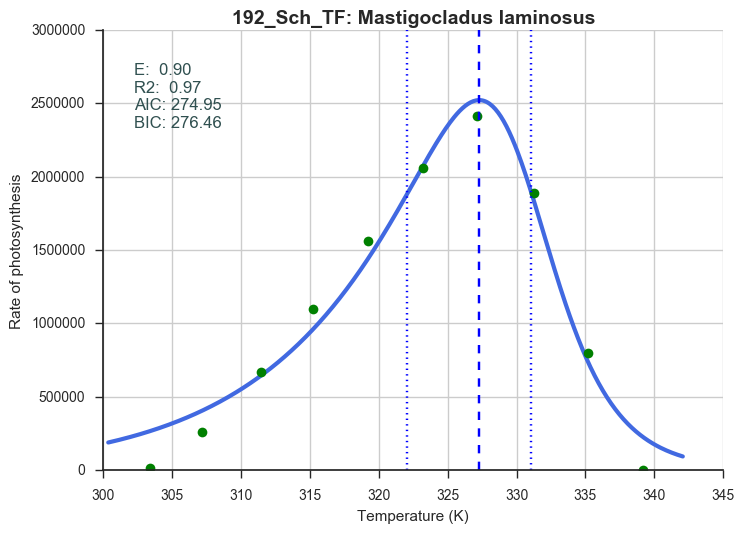 192_Sch_TF: Mastigocladus laminosus
E: 0.90
R2: 0.97
AIC: 274.95
BIC: 276.46
Rate of photosynthesis
3000000
2500000
2000000
1500000
1000000
500000
0
300 305 310 315 320 325 330 335 340 345
Temperature (K)